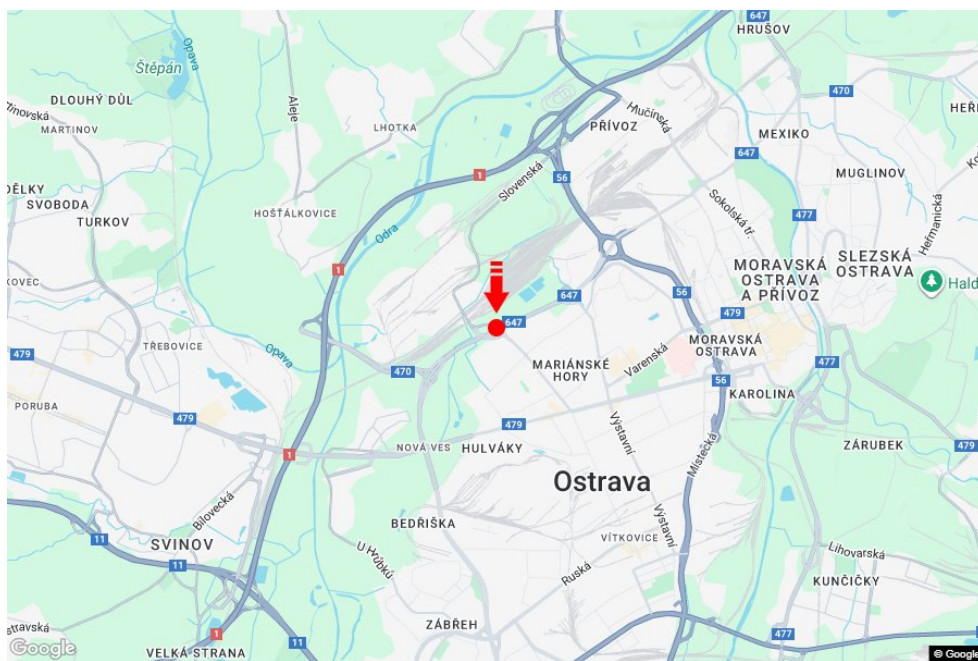 647
HRUŠOV
Opava
Štěpán
470
DLOUHÝ DŮL
Aleje
LHOTKA
Hlučínská
HEŘ
MARTINOV
PŘÍVOZ
MEXIKO
647
1
56
Slovenská
MUGLINOV
SVOBODA
Sokolská tř.
477
TURKOV
HOŠŤÁLKOVICE
Odra
Heřmanická
SLEZSKÁ
OSTRAVA
MORAVSKÁ
OSTRAVA
A PŘÍVOZ
1
Hald
647
56
479
647
479
TŘEBOVICE
Opava
Varenská
MORAVSKÁ
OSTRAVA
MARIÁNSKÉ
HORY
470
477
56
KAROLINA
PORUBA
479
479
Výstavní
NOVÁ VES
HULVÁKY
ZÁRUBEK
479
1
Místecká
Ostrava
Bílovecká
Výstavní
BEDŘIŠKA
11
SVINOV
VÍTKOVICE
U Hrůbků
Lihovarská
11
Ruská
KUNČIČKY
ZÁBŘEH
1
477
11
VELKÁ STRANA
Google
© Google